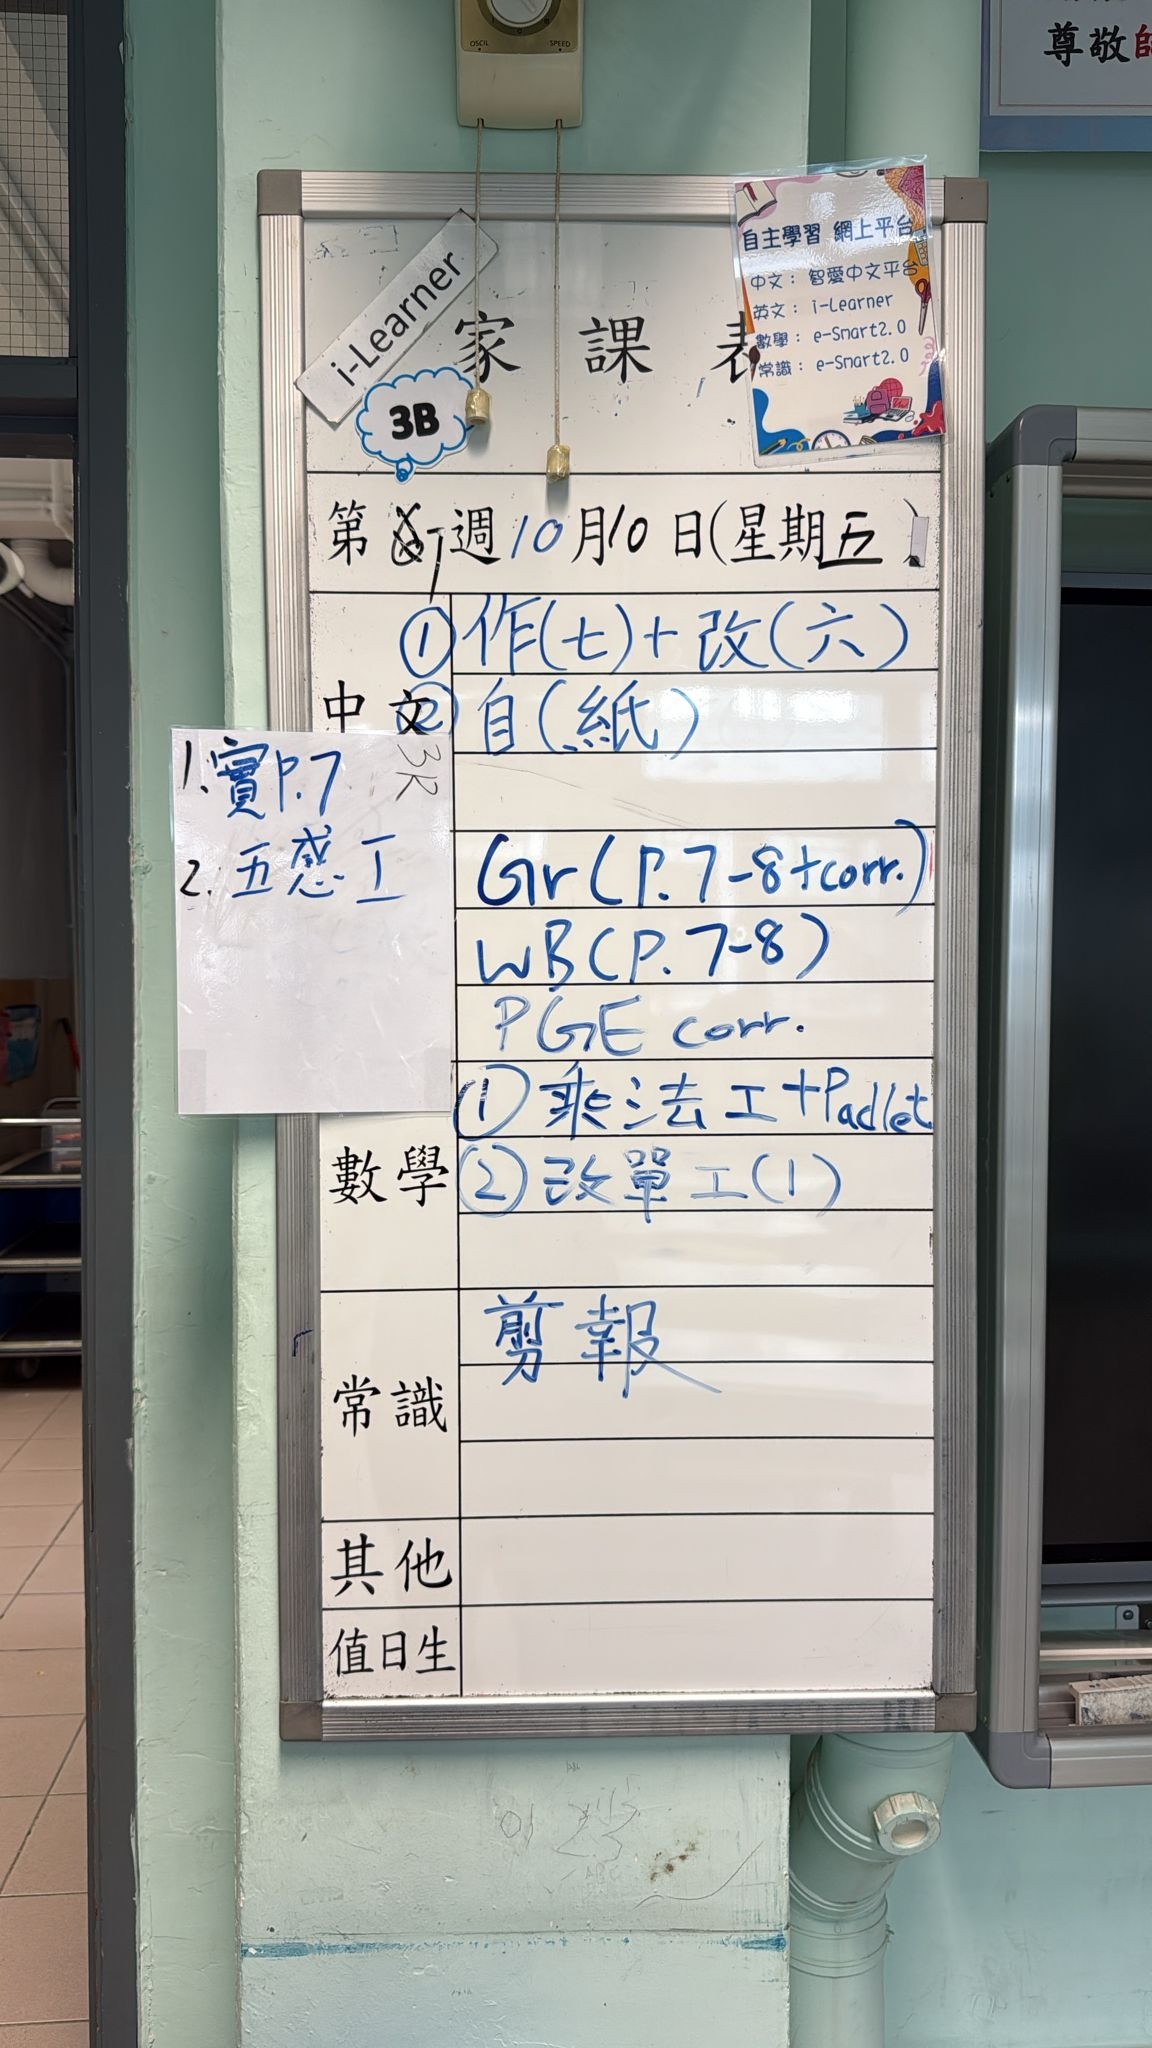 OSCIL SPEED
尊敬師
i-Learner
自主學習 網上平台
中文： 智愛中文平台
英文： i-Learner
數學： e-Smart2.0
常識： e-Smart2.0
家課表
3B
第 週10月10日(星期五)
中文
①作(七)+改(六)
②自(紙)
3R
1. 實P.7
2. 五感工
Gr(P.7-8+corr.)
WB(P.7-8)
PGE corr.
數學
①乘法工+Padlet
②改單工(1)
常識
剪報
其他
值日生